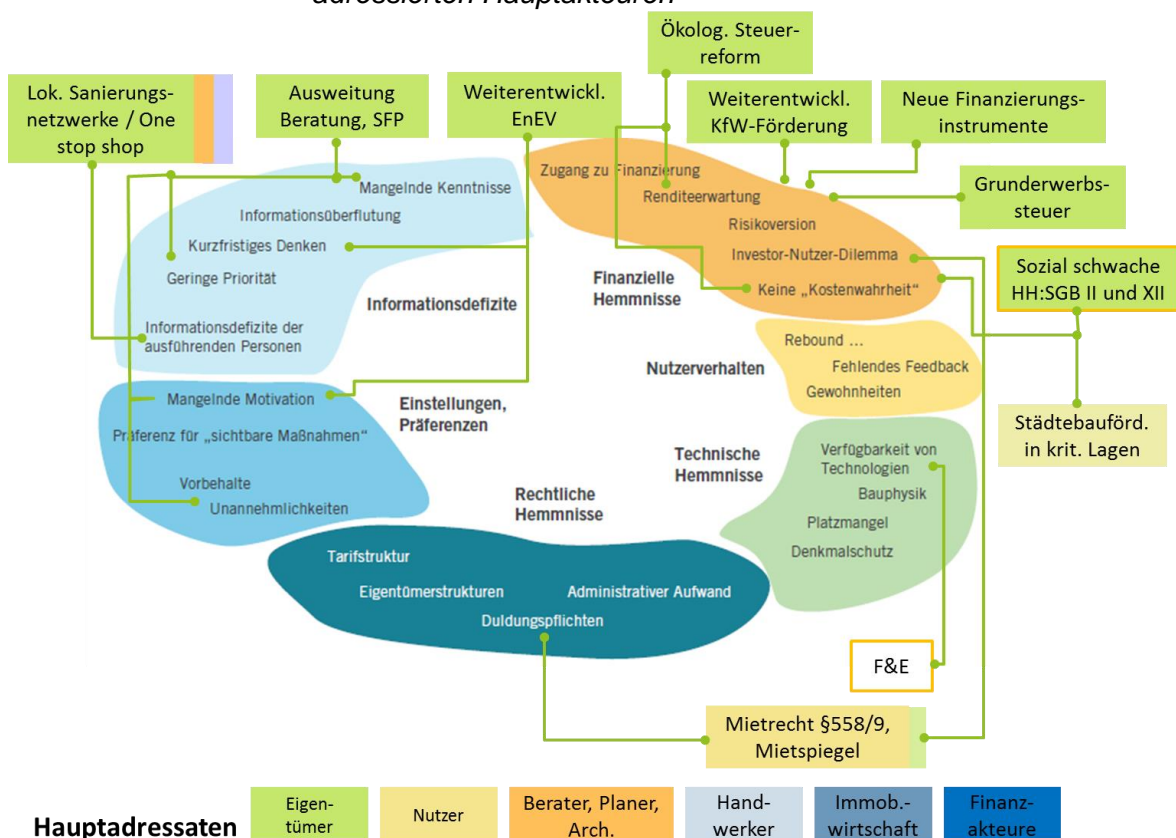 adressierten Hauptakteuren
Ökolog. Steuer-
reform
Lok. Sanierungs-
netzwerke / One
stop shop
Ausweitung
Beratung, SFP
Weiterentwickl.
EnEV
Weiterentwickl.
KfW-Förderung
Neue Finanzierungs-
instrumente
Grunderwerbs-
steuer
Sozial schwache
HH:SGB II und XII
Städtebauförd.
in krit. Lagen
Mangelnde Kenntnisse
Informationsüberflutung
Kurzfristiges Denken
Geringe Priorität
Informationsdefizite der
ausführenden Personen
Informationsdefizite
Zugang zu Finanzierung
Renditeerwartung
Risikoversion
Investor-Nutzer-Dilemma
Keine „Kostenwahrheit“
Finanzielle
Hemmnisse
Rebound ...
Fehlendes Feedback
Gewohnheiten
Nutzerverhalten
Mangelnde Motivation
Präferenz für „sichtbare Maßnahmen“
Vorbehalte
Unannehmlichkeiten
Einstellungen,
Präferenzen
Technische
Hemmnisse
Verfügbarkeit von
Technologien
Bauphysik
Platzmangel
Denkmalschutz
Rechtliche
Hemmnisse
Tarifstruktur
Eigentümerstrukturen
Administrativer Aufwand
Duldungspflichten
F&E
Mietrecht §558/9,
Mietspiegel
Hauptadressaten
Eigen-
tümer
Nutzer
Berater, Planer,
Arch.
Hand-
werker
Immob.-
wirtschaft
Finanz-
akteure